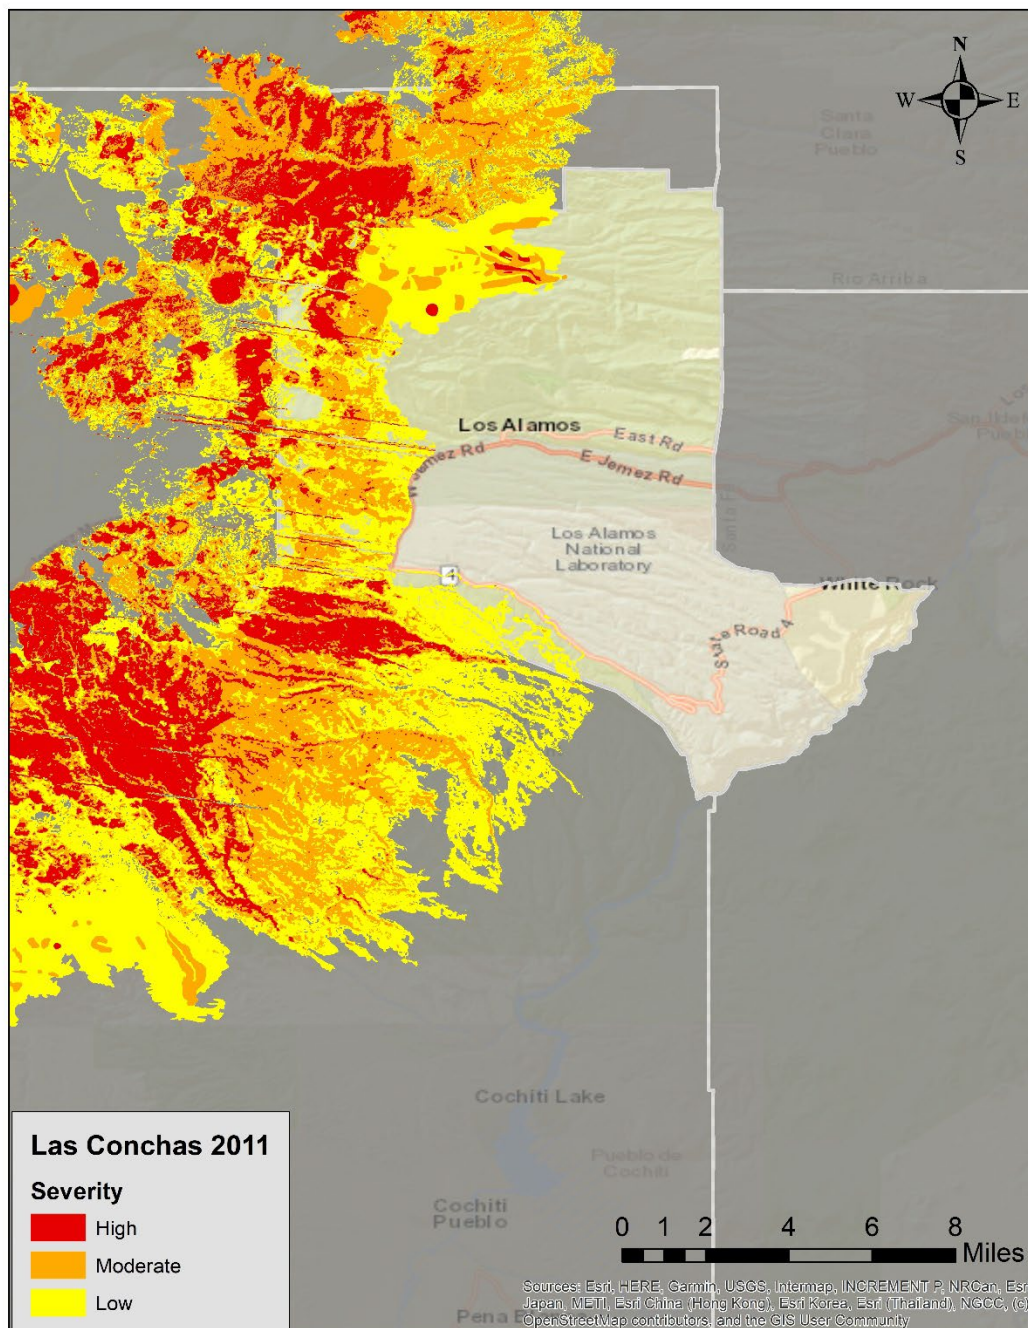 N
W E
S
Santa
Clara
Pueblo
Rio Arriba
Los Alamos
East Rd
E Jemez Rd
W Jemez Rd
Los Alamos
National
Laboratory
4
White Rock
State Road 4
Cochiti Lake
Pueblo de
Cochiti
Cochiti
Pueblo
Las Conchas 2011
Severity
High
Moderate
Low
0 1 2 4 6 8
Miles
Sources: Esri, HERE, Garmin, USGS, Intermap, INCREMENT P, NRCan, Esri
Japan, METI, Esri China (Hong Kong), Esri Korea, Esri (Thailand), NGCC, (c)
OpenStreetMap contributors, and the GIS User Community